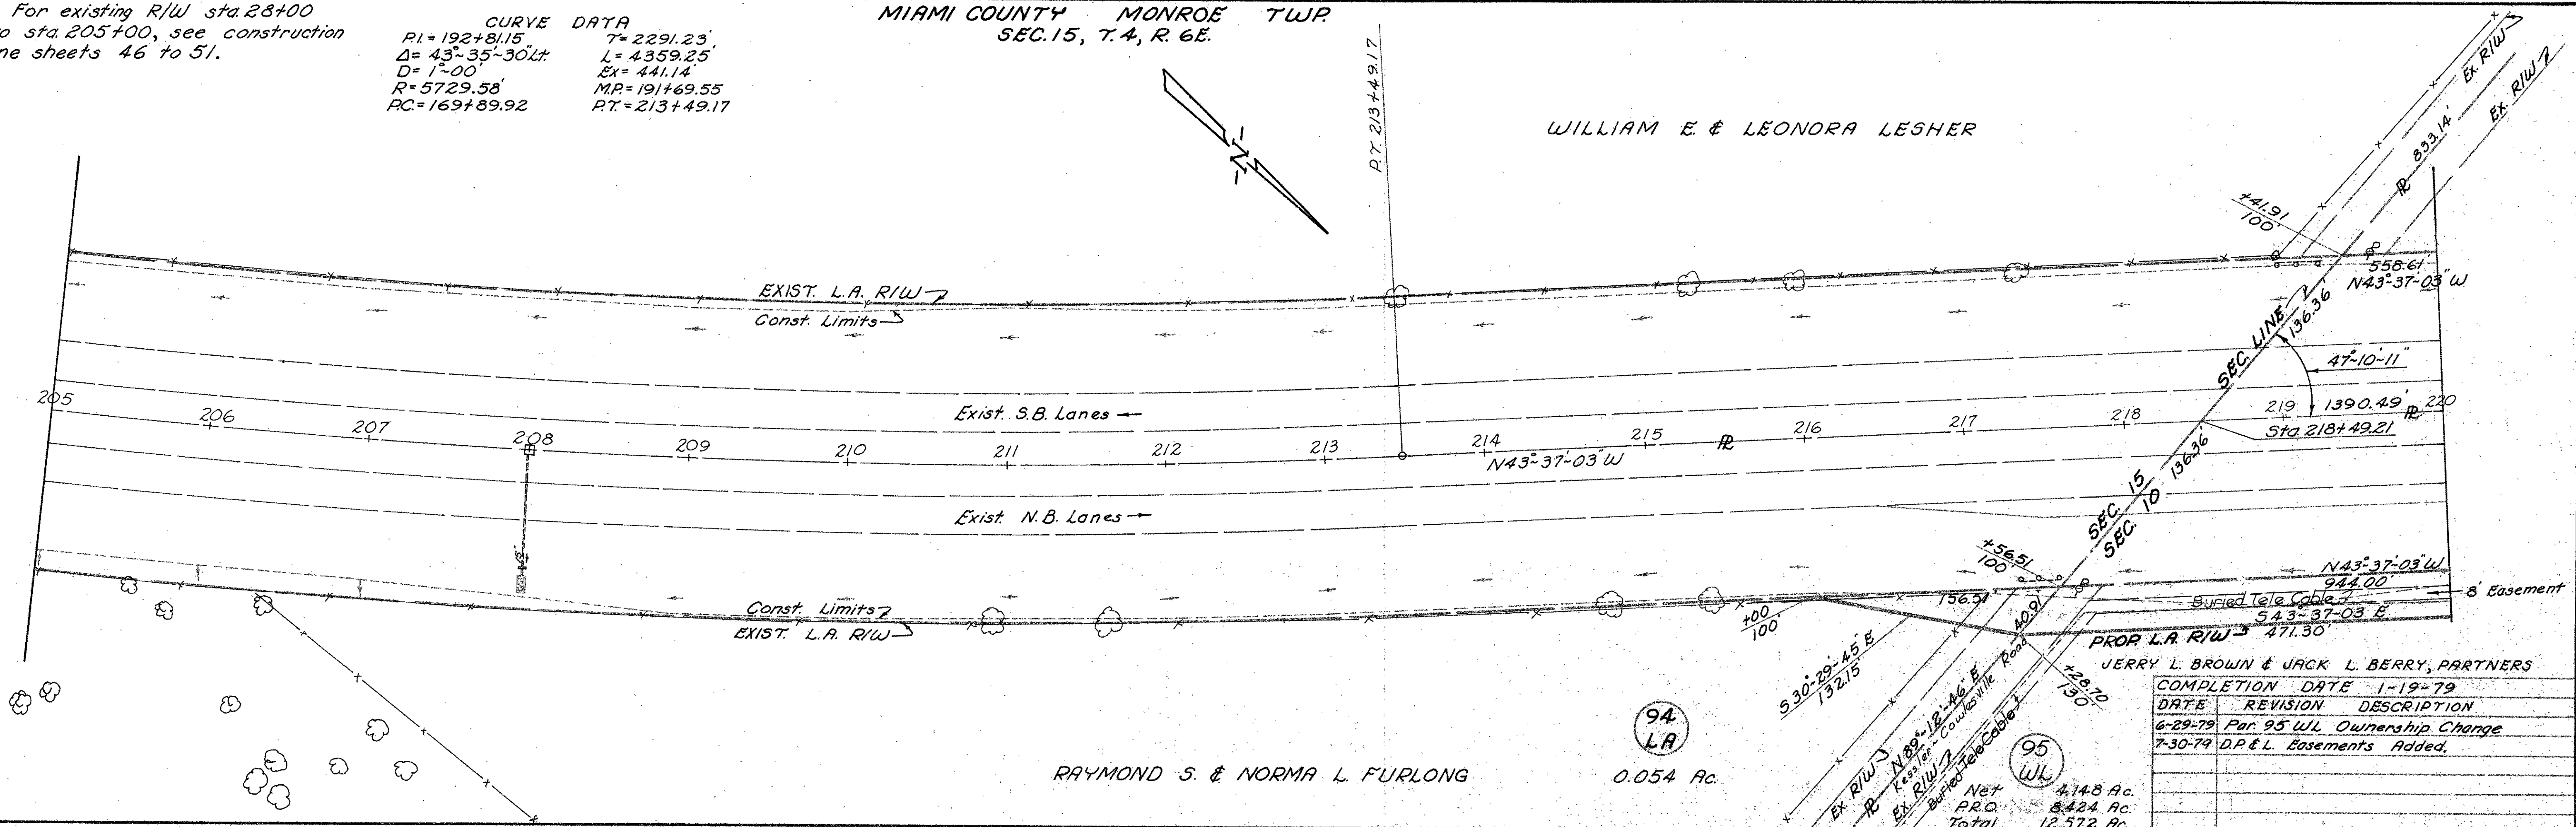 For existing R/W sta. 28+00
sta. 205+00, see construction
sheets 46 to 51.
CURVE DATA
P.I. = 192+81.15 T= 2291.23'
Δ= 43°-35'-30" Lt. L= 4359.25'
D= 1°-00' Ex= 441.14'
R= 5729.58' M.P.= 191+69.55
P.C.= 169+89.92 P.T.= 213+49.17
MIAMI COUNTY MONROE TWP.
SEC. 15, T. 4, R. 6E.
-N-
P.T. 213+49.17
WILLIAM E. & LEONORA LESHER
EX. R/W
EX. R/W
833.14'
PL
+41.91
100'
558.61'
N43°-37'-03"W
EXIST. L.A. R/W
Const. Limits
SEC. LINE
136.36'
47°-10'-11"
1390.49' PL
Sta. 218+49.21
205 206 207 208 209 210 211 212 213 214 215 216 217 218 219 220
Exist. S.B. Lanes
N43°-37'-03"W
PL
136.36'
SEC. 15
SEC. 10
Exist. N.B. Lanes
+56.51
100'
N43°-37'-03"W
944.00'
Buried Tele Cable
8' Easement
S43°-37'-03"E
471.30'
PROP. L.A. R/W
Const. Limits
EXIST. L.A. R/W
+00
100'
156.51'
40.91'
S30°-29'-45"E
132.15'
+28.70
130'
EX. R/W
PL
N89°-12'-46"E
Kessler-Cowlesville Road
EX. R/W
Buried Tele Cable
JERRY L. BROWN & JACK L. BERRY, PARTNERS
COMPLETION DATE 1-19-79
DATE REVISION DESCRIPTION
6-29-79 Par. 95 WL Ownership Change
7-30-79 D.P. & L. Easements Added.
RAYMOND S. & NORMA L. FURLONG
94
LA
0.054 Ac.
95
WL
Net 4.148 Ac.
P.R.O. 8.424 Ac.
Total 12.572 Ac.